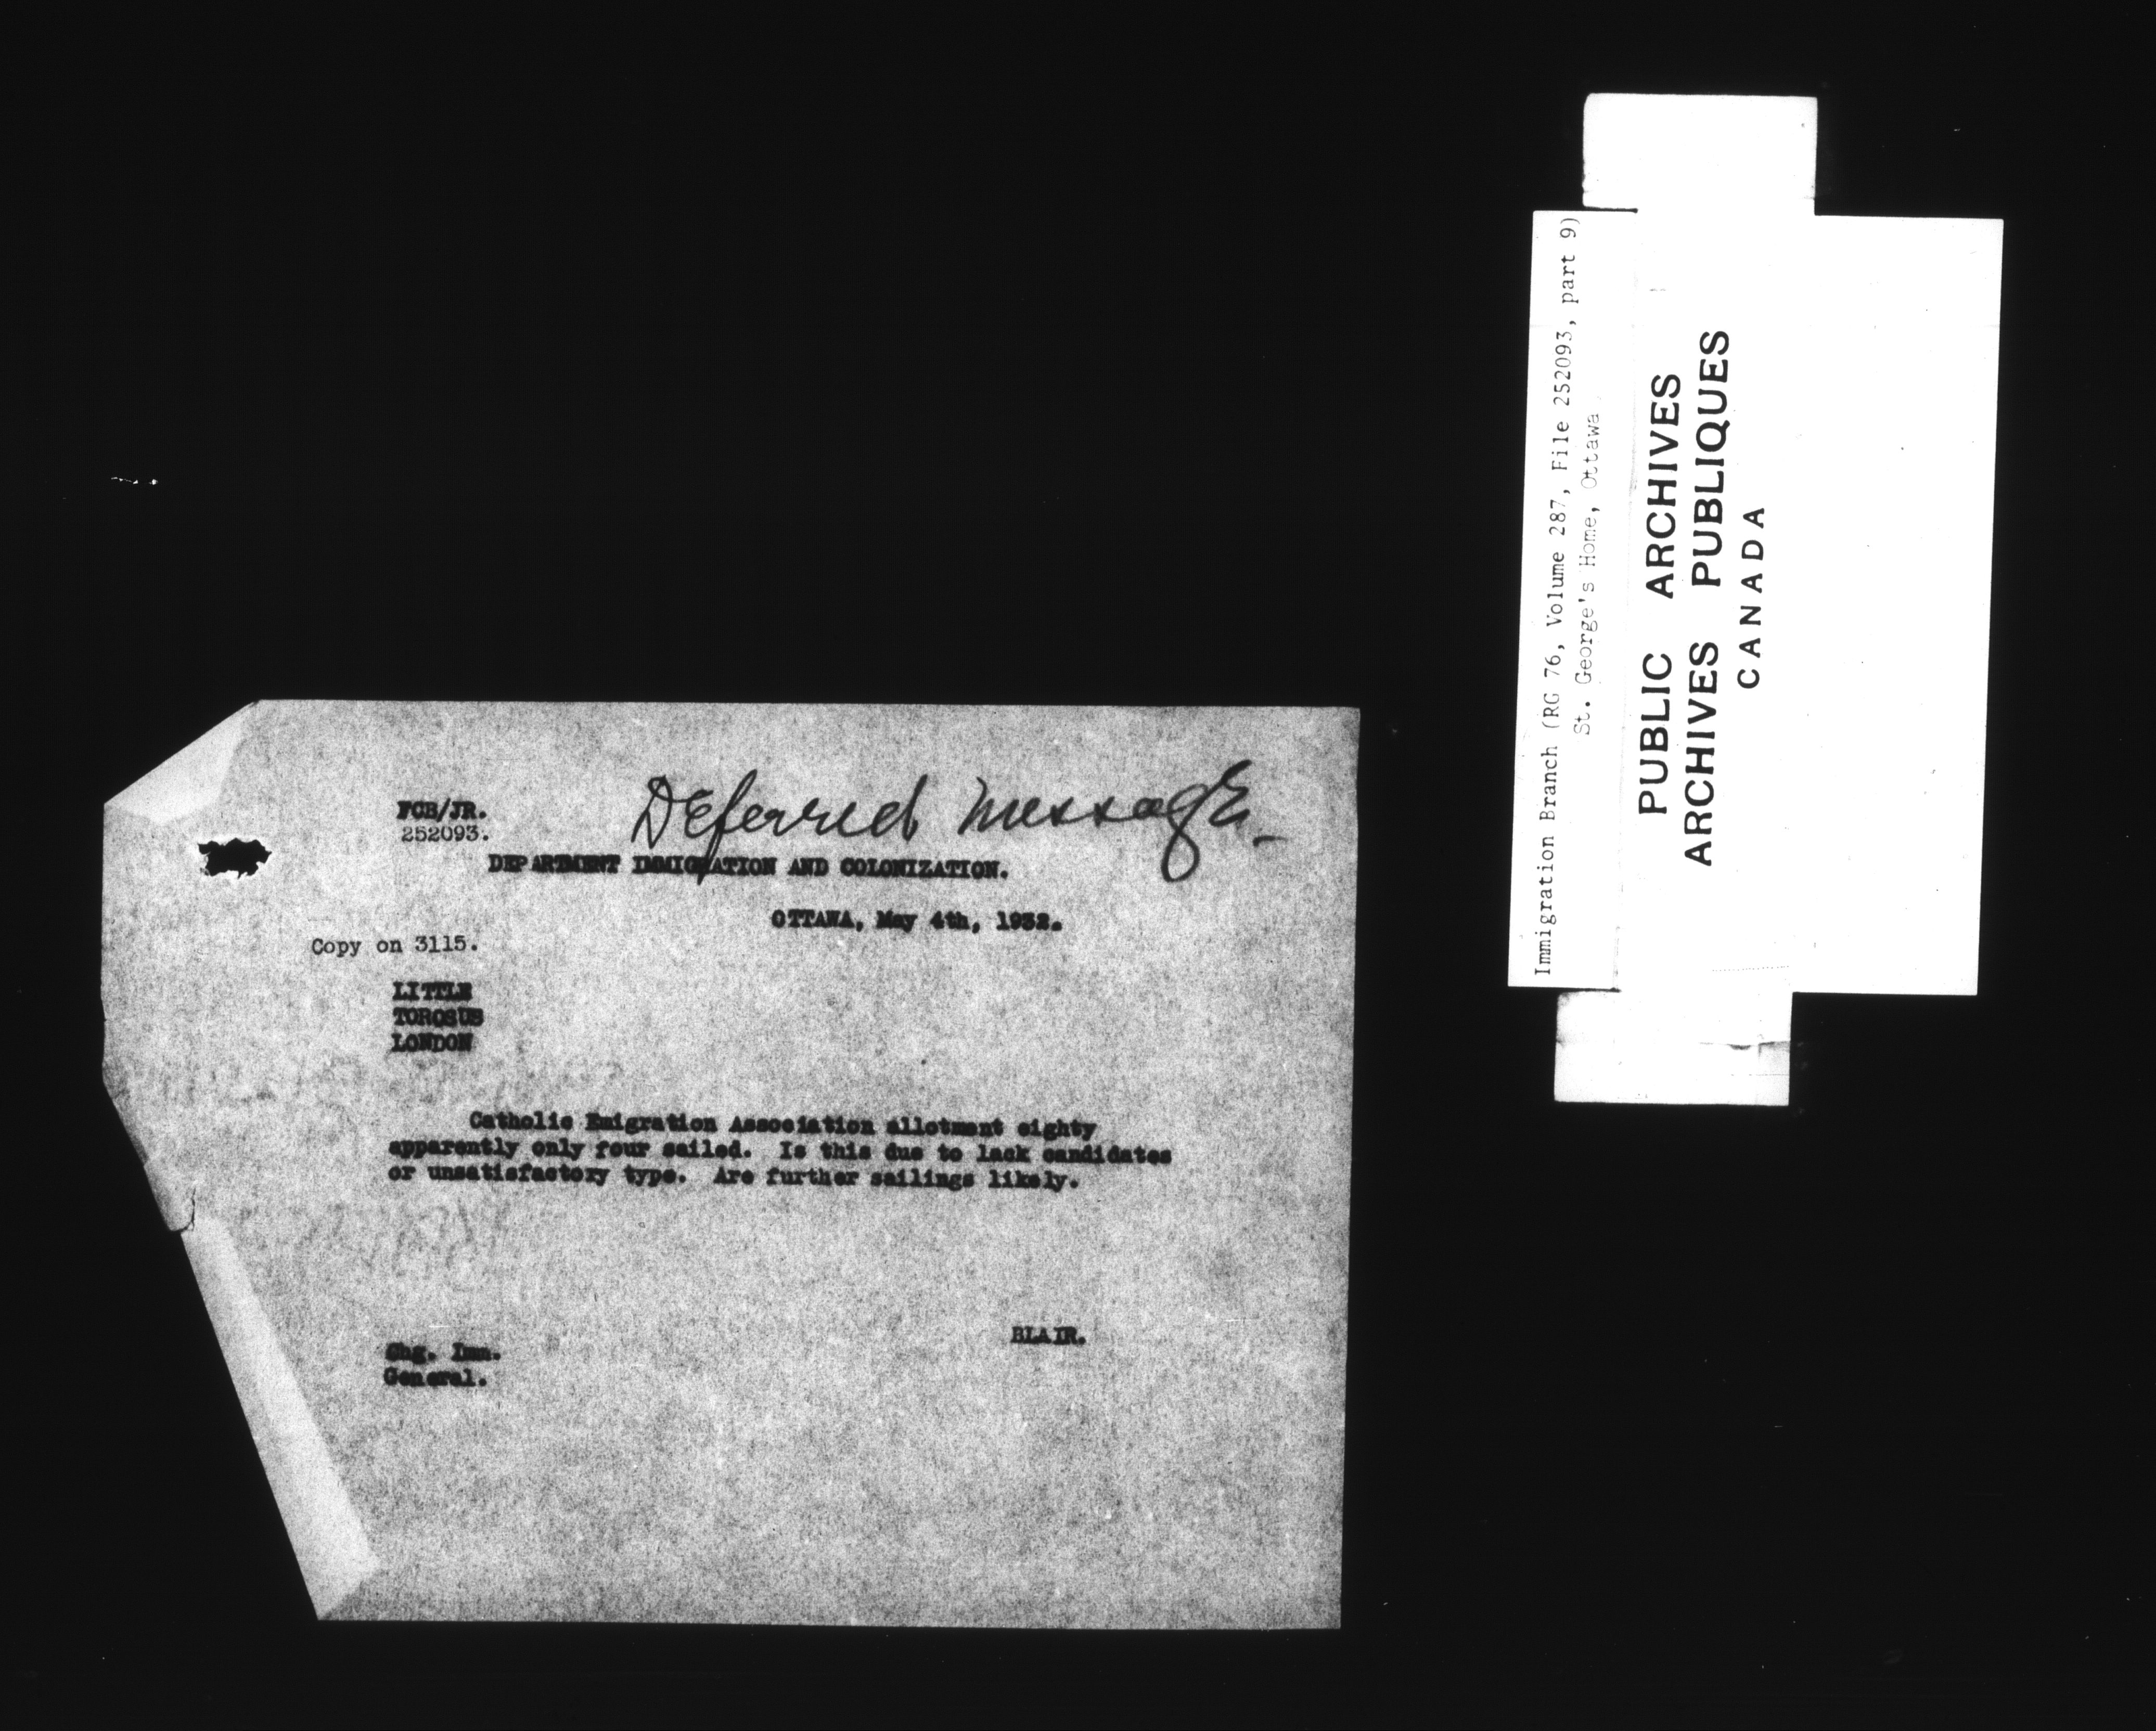 FCB/JR.
252093.
Deferred Message.
DEPARTMENT IMMIGRATION AND COLONIZATION.
OTTAWA, May 4th, 1932.
Copy on 3115.
LITTLE
TOROSUS
LONDON
Catholic Emigration Association allotment eighty
apparently only four sailed. Is this due to lack candidates
or unsatisfactory type. Are further sailings likely.
BLAIR.
Chg. Imm.
General.
Immigration Branch (RG 76, Volume 287, File 252093, part 9)
St. George's Home, Ottawa
PUBLIC ARCHIVES
ARCHIVES PUBLIQUES
CANADA